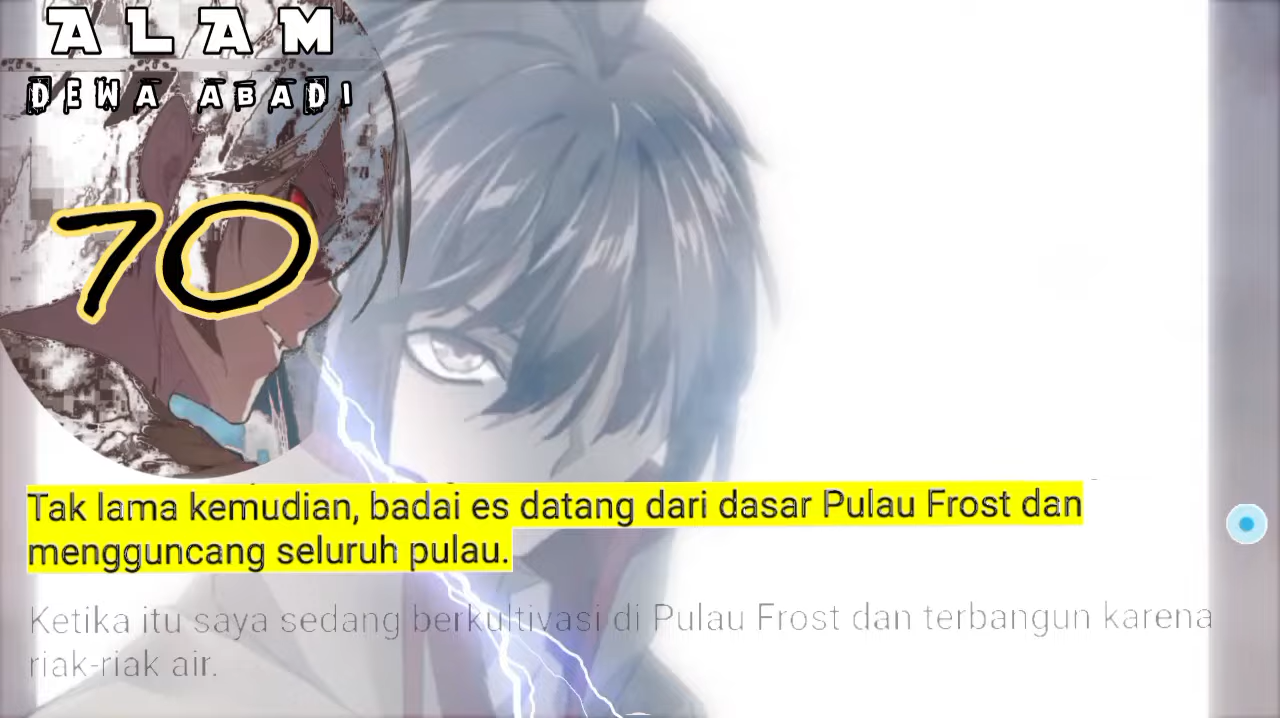 ALAM
DEWA ABADI
70
Tak lama kemudian, badai es datang dari dasar Pulau Frost dan
mengguncang seluruh pulau.
Ketika itu saya sedang berkultivasi di Pulau Frost dan terbangun karena
riak-riak air.